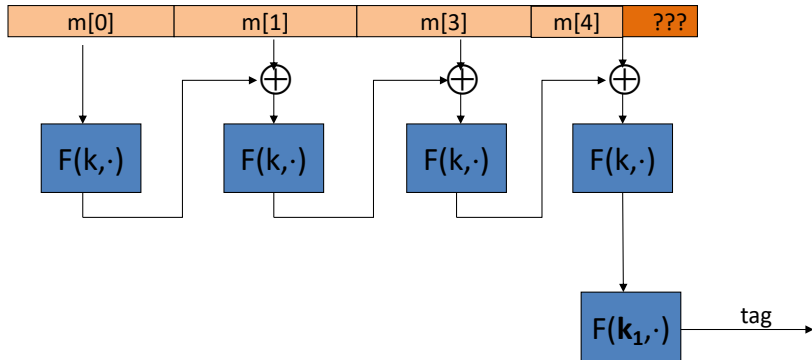 m[0] m[1] m[3] m[4] ???
F(k,·) F(k,·) F(k,·) F(k,·)
tag
F(k₁,·)